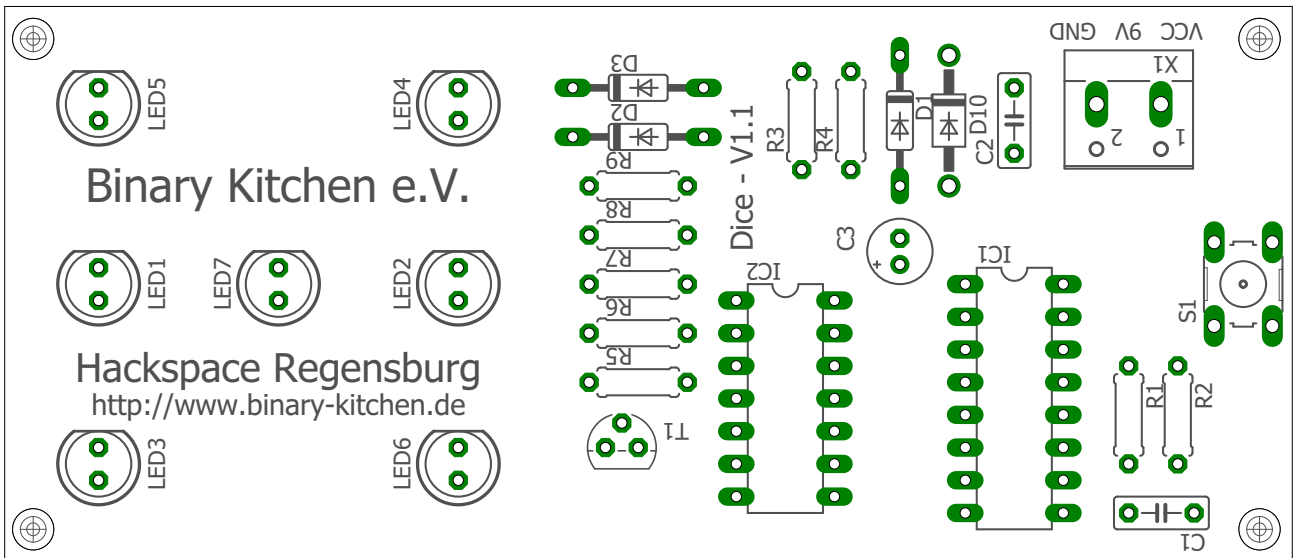 GND 9V VCC
X1
2 1
LED5
LED4
D3
D2
Binary Kitchen e.V.
R9
R8
R7
R6
R5
Dice - V1.1
R3
R4
D1
D10
C2
C3
+
LED1
LED7
LED2
IC2
IC1
S1
Hackspace Regensburg
http://www.binary-kitchen.de
R1
R2
T1
LED3
LED6
C1